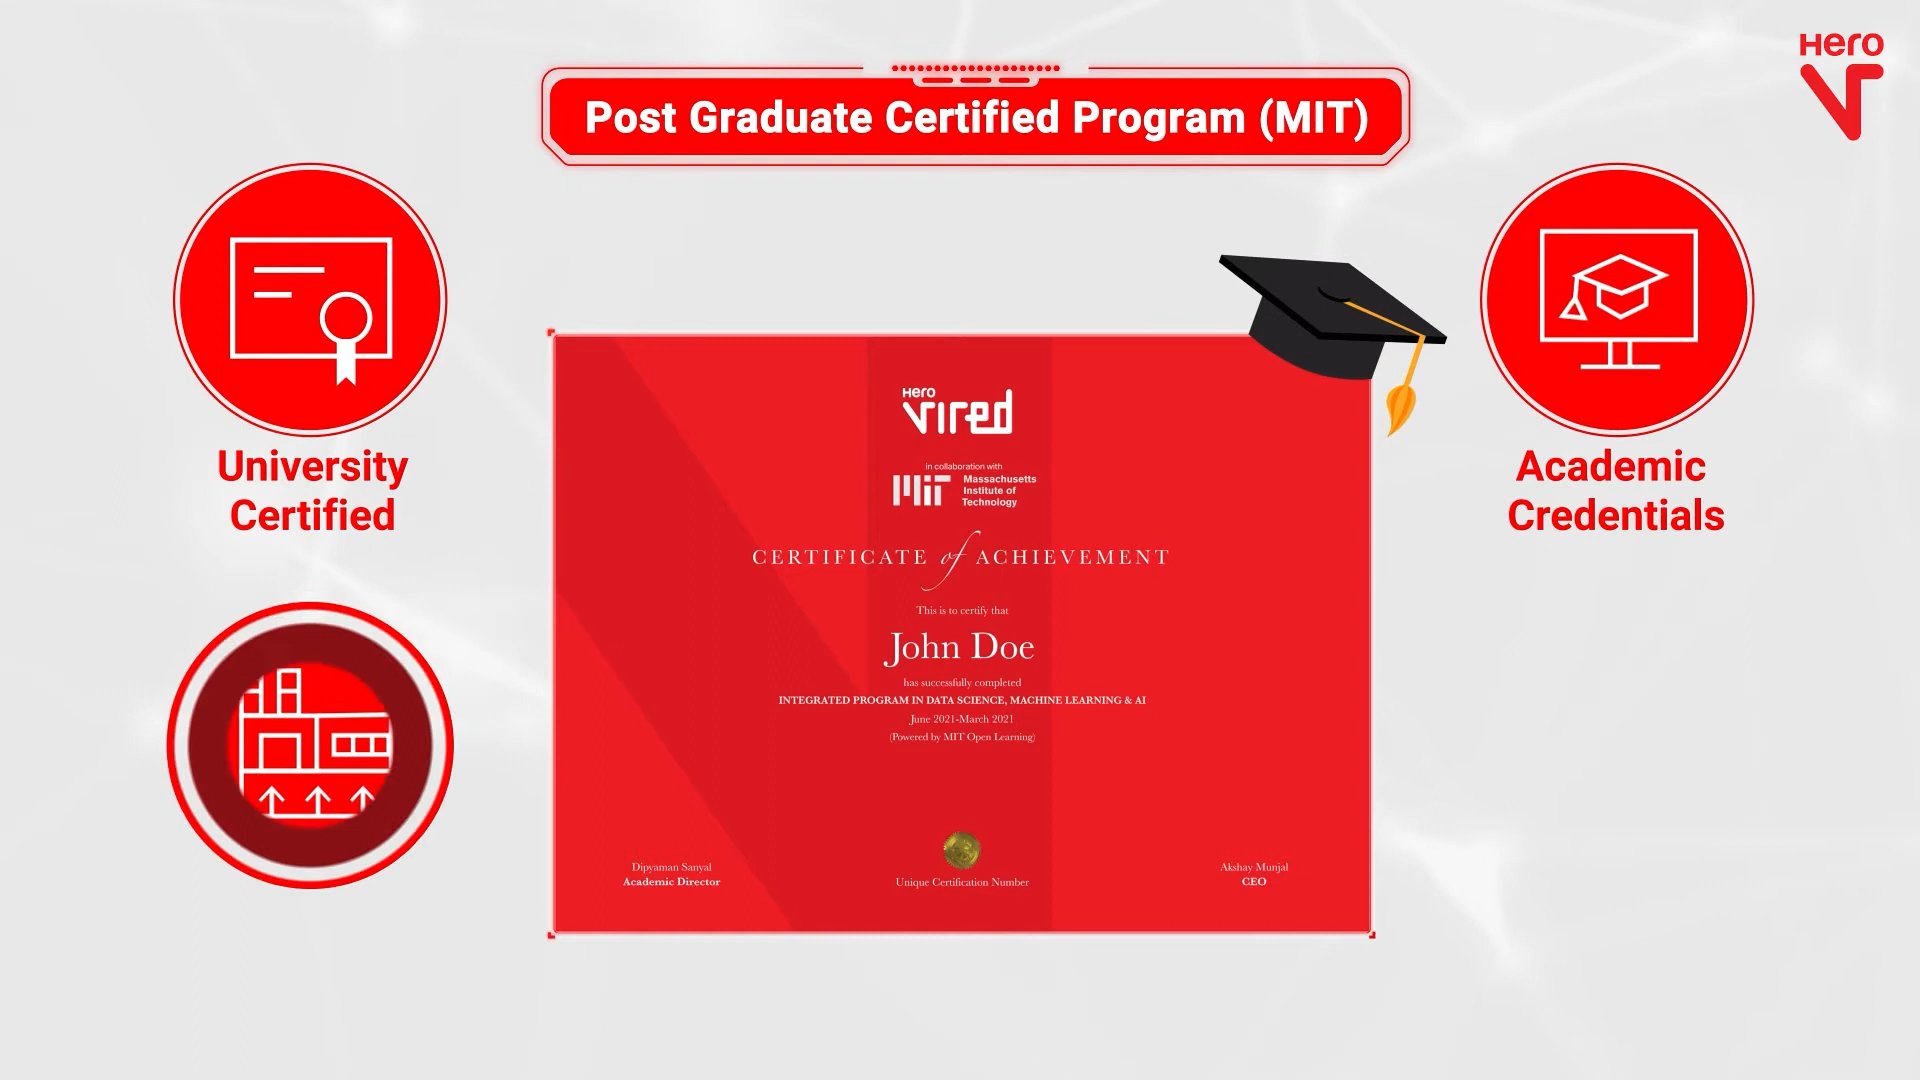 Hero
Post Graduate Certified Program (MIT)
University
Certified
Academic
Credentials
Hero
vired
in collaboration with
MIT
Massachusetts
Institute of
Technology
CERTIFICATE of ACHIEVEMENT
This is to certify that
John Doe
has successfully completed
INTEGRATED PROGRAM IN DATA SCIENCE, MACHINE LEARNING & AI
June 2021-March 2021
(Powered by MIT Open Learning)
Dipyaman Sanyal
Academic Director
Unique Certification Number
Akshay Munjal
CEO